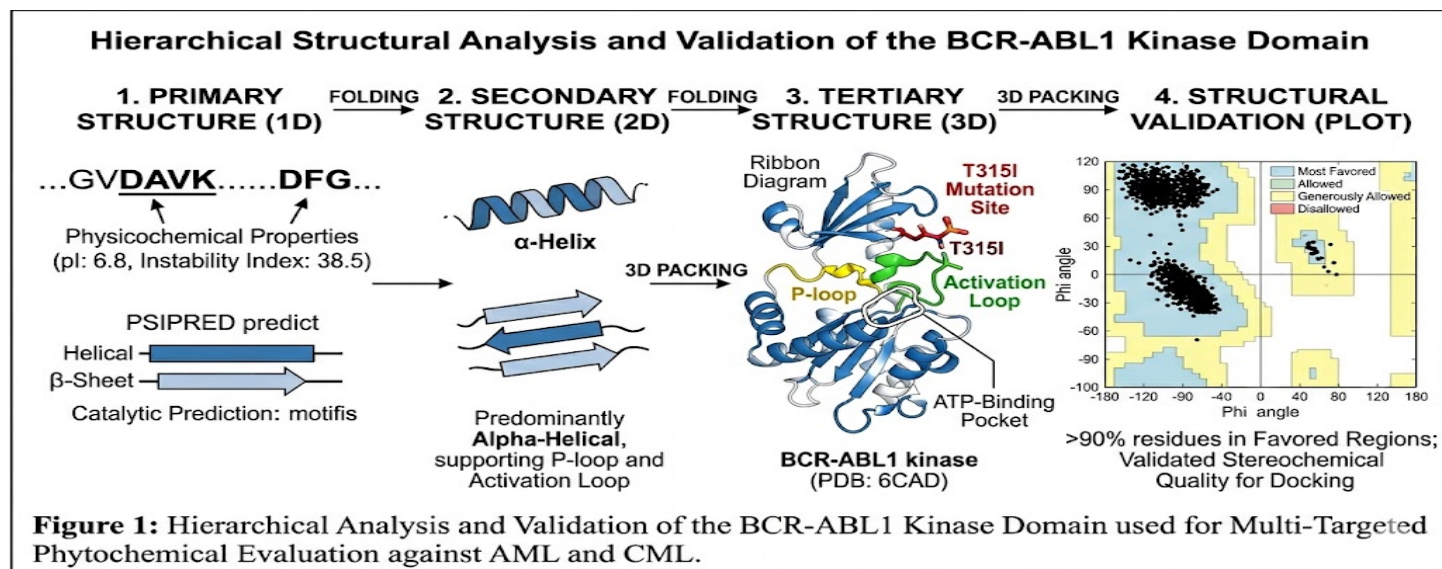 Hierarchical Structural Analysis and Validation of the BCR-ABL1 Kinase Domain
1. PRIMARY
STRUCTURE (1D)
FOLDING
2. SECONDARY
STRUCTURE (2D)
FOLDING
3. TERTIARY
STRUCTURE (3D)
3D PACKING
4. STRUCTURAL
VALIDATION (PLOT)
...GVDAVK......DFG...
Physicochemical Properties
(pI: 6.8, Instability Index: 38.5)
PSIPRED predict
Helical
β-Sheet
Catalytic Prediction: motifis
α-Helix
3D PACKING
Predominantly
Alpha-Helical,
supporting P-loop and
Activation Loop
Ribbon
Diagram
T315I
Mutation
Site
T315I
P-loop
Activation
Loop
ATP-Binding
Pocket
BCR-ABL1 kinase
(PDB: 6CAD)
Most Favored
Allowed
Generously Allowed
Disallowed
Phi angle
120
90
60
30
0
-30
-60
-90
-100
-180 -120 -90 -40 0 40 80 120 180
Phi angle
>90% residues in Favored Regions;
Validated Stereochemical
Quality for Docking
Figure 1: Hierarchical Analysis and Validation of the BCR-ABL1 Kinase Domain used for Multi-Targeted
Phytochemical Evaluation against AML and CML.